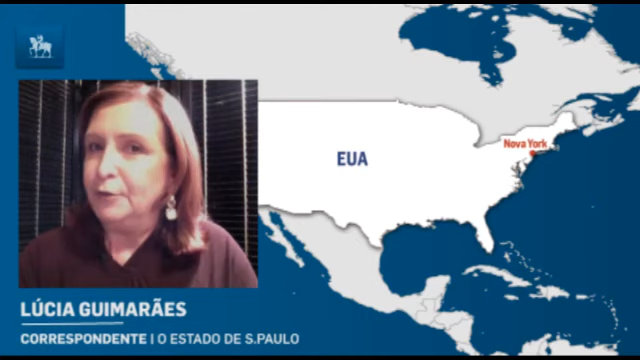 Nova York
EUA
LÚCIA GUIMARÃES
CORRESPONDENTE | O ESTADO DE S.PAULO